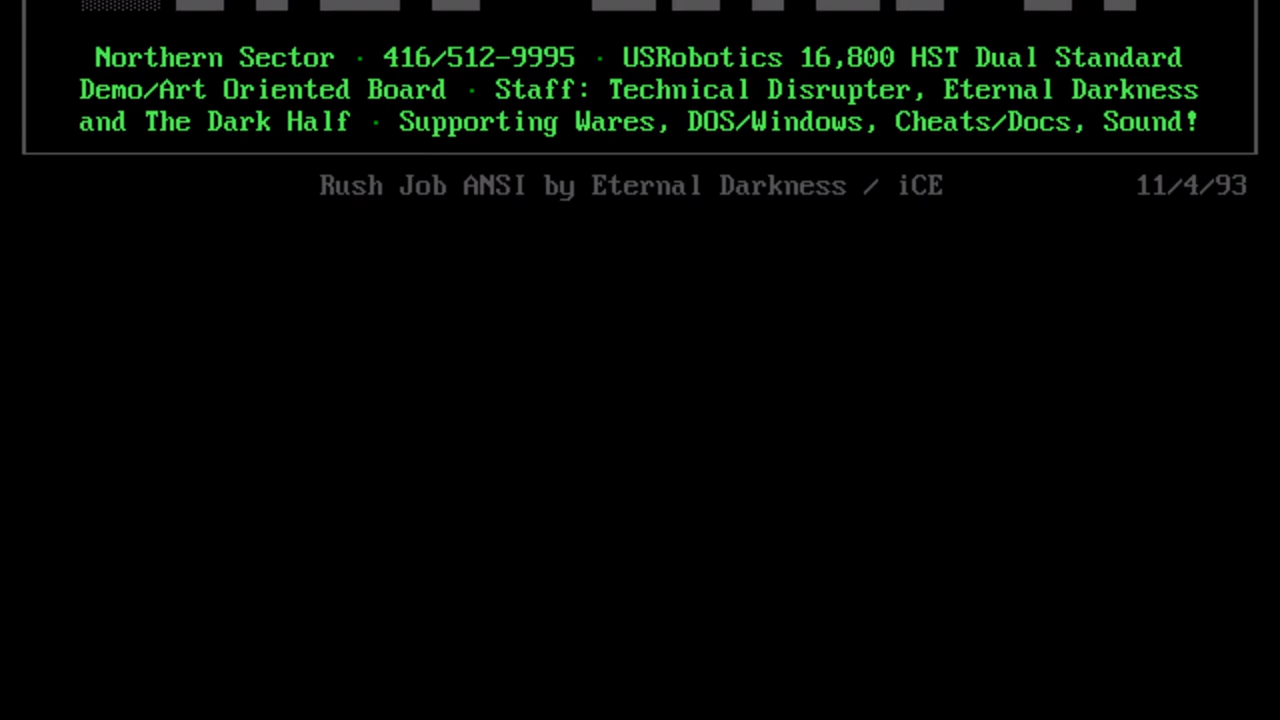 Northern Sector · 416/512-9995 · USRobotics 16,800 HST Dual Standard
Demo/Art Oriented Board · Staff: Technical Disrupter, Eternal Darkness
and The Dark Half · Supporting Wares, DOS/Windows, Cheats/Docs, Sound!
Rush Job ANSI by Eternal Darkness / iCE 11/4/93